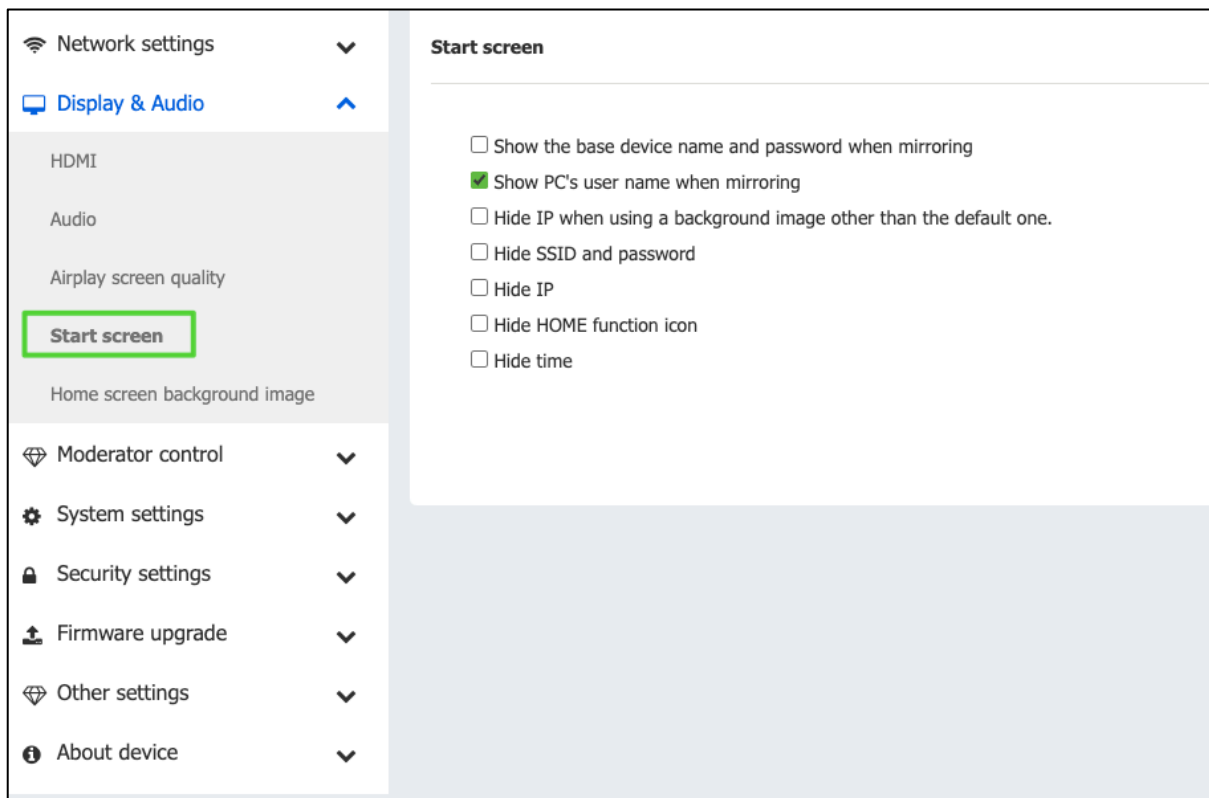 Network settings
Display & Audio
HDMI
Audio
Airplay screen quality
Start screen
Home screen background image
Moderator control
System settings
Security settings
Firmware upgrade
Other settings
About device
Start screen
Show the base device name and password when mirroring
Show PC's user name when mirroring
Hide IP when using a background image other than the default one.
Hide SSID and password
Hide IP
Hide HOME function icon
Hide time